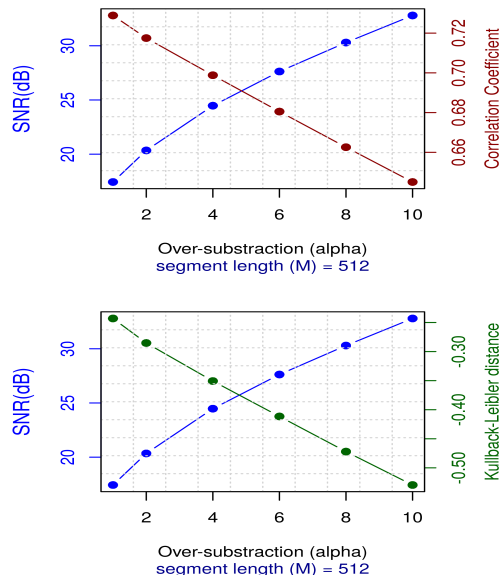 SNR(dB)
30
25
20
0.72
0.70
0.68
0.66
Correlation Coefficient
2 4 6 8 10
Over-substraction (alpha)
segment length (M) = 512
SNR(dB)
30
25
20
-0.30
-0.40
-0.50
Kullback-Leibler distance
2 4 6 8 10
Over-substraction (alpha)
segment length (M) = 512